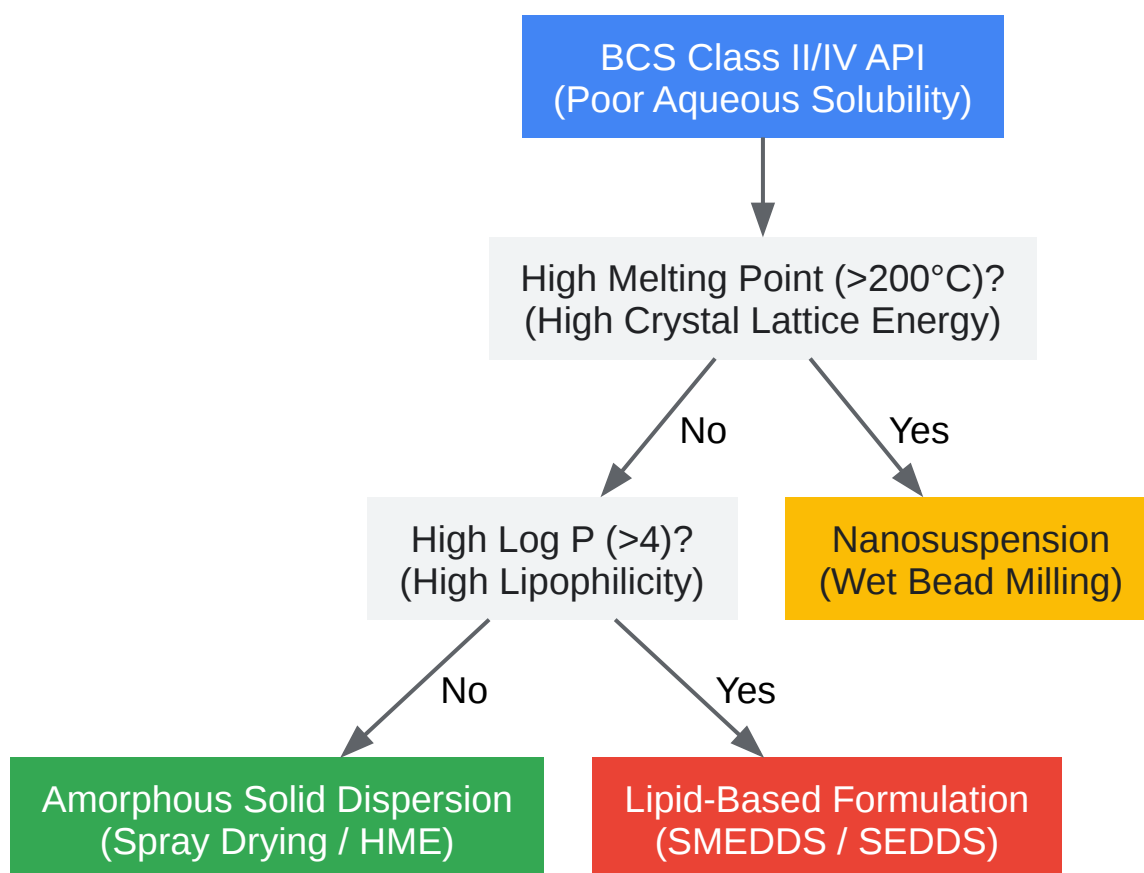 BCS Class II/IV API
(Poor Aqueous Solubility)
High Melting Point (>200°C)?
(High Crystal Lattice Energy)
No
Yes
High Log P (>4)?
(High Lipophilicity)
Nanosuspension
(Wet Bead Milling)
No
Yes
Amorphous Solid Dispersion
(Spray Drying / HME)
Lipid-Based Formulation
(SMEDDS / SEDDS)